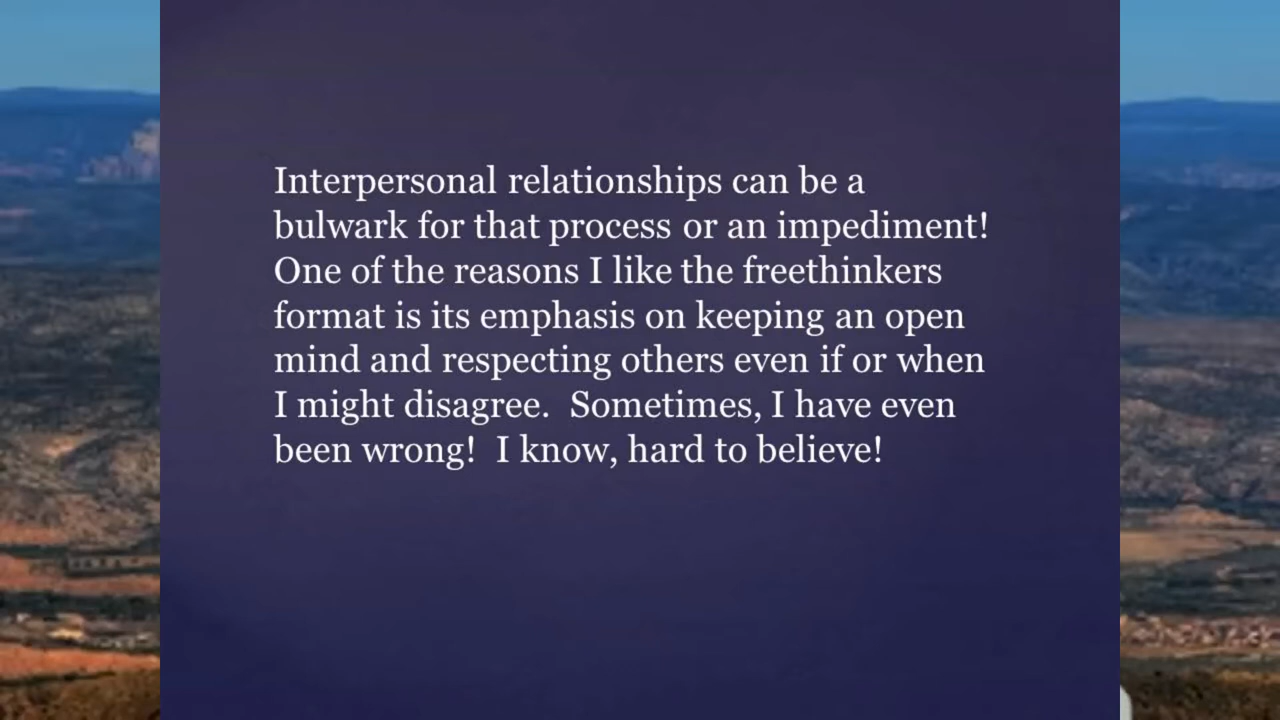 Interpersonal relationships can be a
bulwark for that process or an impediment!
One of the reasons I like the freethinkers
format is its emphasis on keeping an open
mind and respecting others even if or when
I might disagree.  Sometimes, I have even
been wrong!  I know, hard to believe!